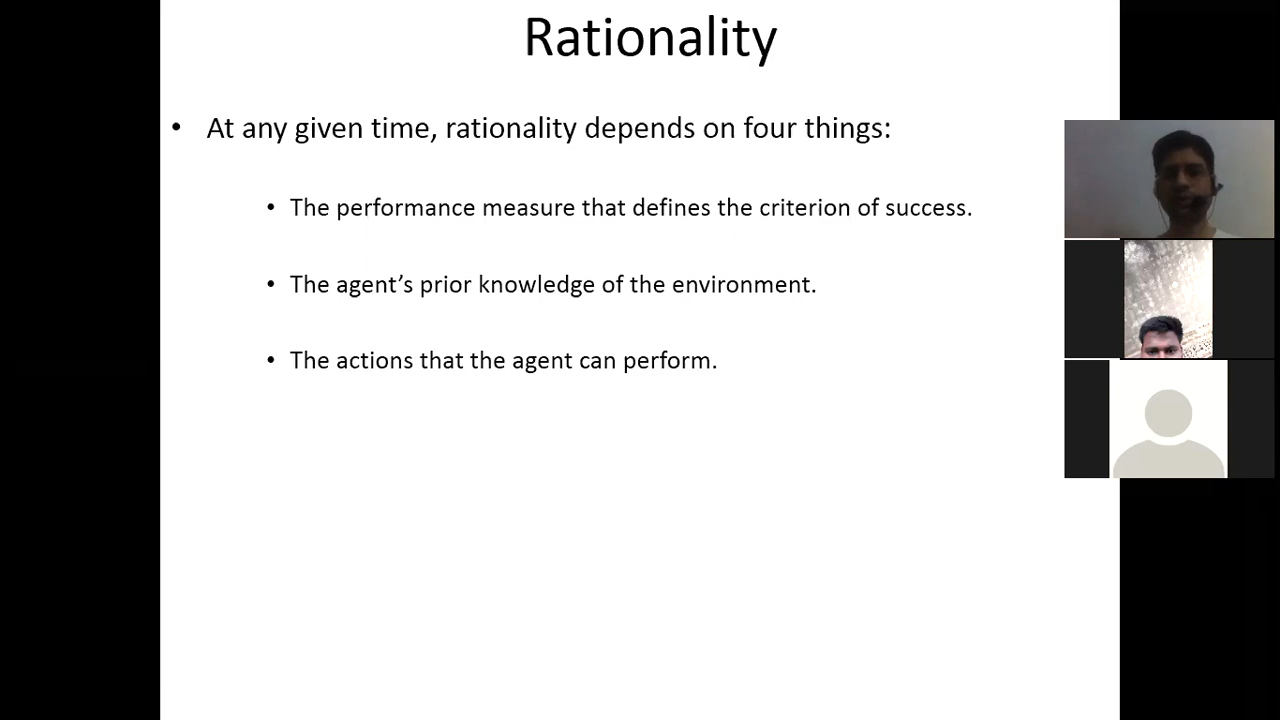 Rationality
• At any given time, rationality depends on four things:
• The performance measure that defines the criterion of success.
• The agent’s prior knowledge of the environment.
• The actions that the agent can perform.